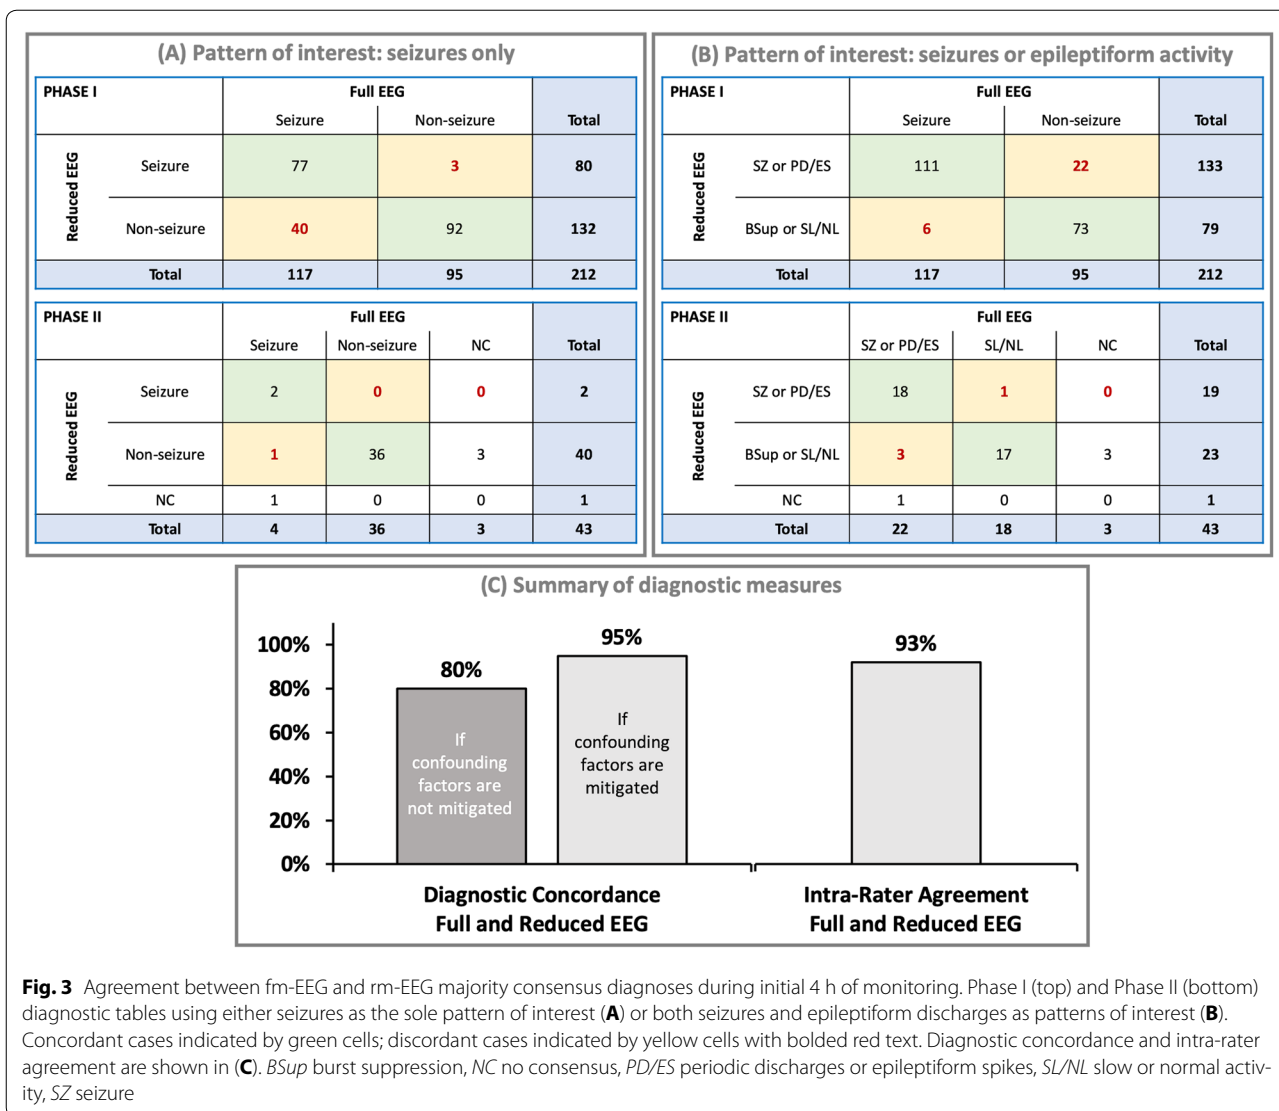 (A) Pattern of interest: seizures only
PHASE I Full EEG
Seizure Non-seizure Total
Reduced EEG
Seizure 77 3 80
Non-seizure 40 92 132
Total 117 95 212
PHASE II Full EEG
Seizure Non-seizure NC Total
Reduced EEG
Seizure 2 0 0 2
Non-seizure 1 36 3 40
NC 1 0 0 1
Total 4 36 3 43
(B) Pattern of interest: seizures or epileptiform activity
PHASE I Full EEG
Seizure Non-seizure Total
Reduced EEG
SZ or PD/ES 111 22 133
BSup or SL/NL 6 73 79
Total 117 95 212
PHASE II Full EEG
SZ or PD/ES SL/NL NC Total
Reduced EEG
SZ or PD/ES 18 1 0 19
BSup or SL/NL 3 17 3 23
NC 1 0 0 1
Total 22 18 3 43
(C) Summary of diagnostic measures
100%
80%
60%
40%
20%
0%
80%
If
confounding
factors are
not mitigated
95%
If
confounding
factors are
mitigated
93%
Diagnostic Concordance
Full and Reduced EEG
Intra-Rater Agreement
Full and Reduced EEG
Fig. 3 Agreement between fm-EEG and rm-EEG majority consensus diagnoses during initial 4 h of monitoring. Phase I (top) and Phase II (bottom)
diagnostic tables using either seizures as the sole pattern of interest (A) or both seizures and epileptiform discharges as patterns of interest (B).
Concordant cases indicated by green cells; discordant cases indicated by yellow cells with bolded red text. Diagnostic concordance and intra-rater
agreement are shown in (C). BSup burst suppression, NC no consensus, PD/ES periodic discharges or epileptiform spikes, SL/NL slow or normal activ-
ity, SZ seizure